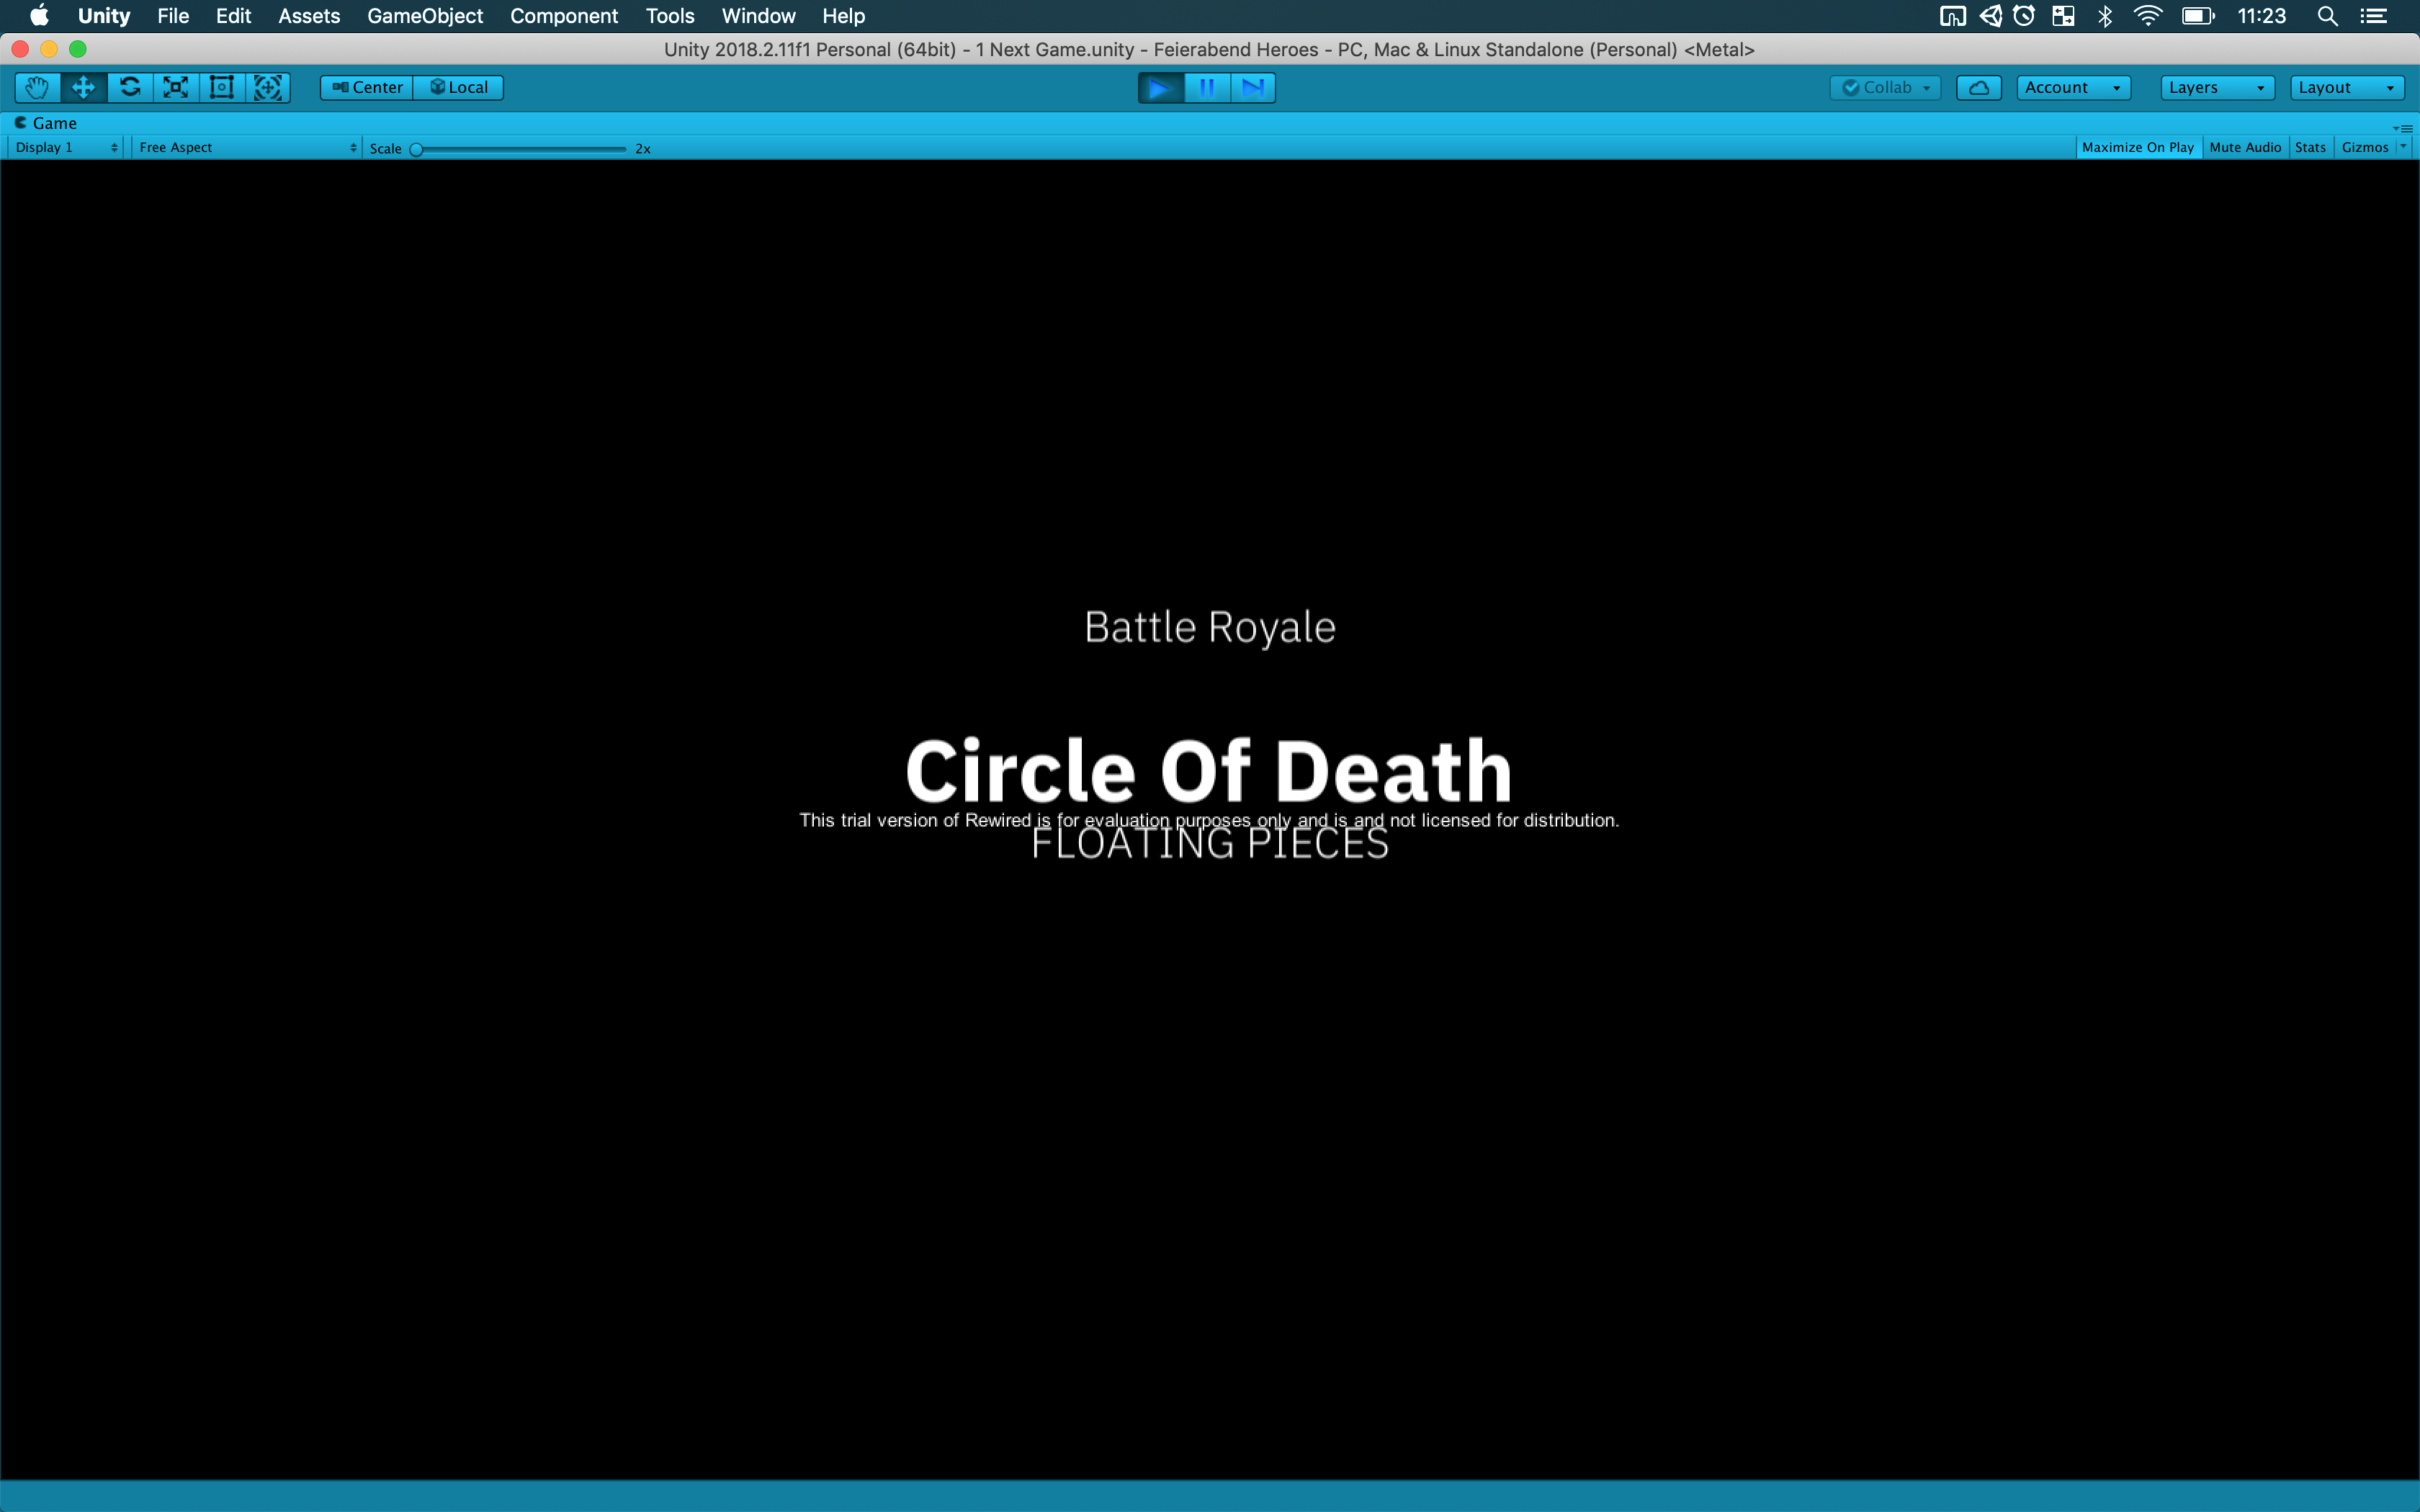 Unity File Edit Assets GameObject Component Tools Window Help 11:23
Unity 2018.2.11f1 Personal (64bit) - 1 Next Game.unity - Feierabend Heroes - PC, Mac & Linux Standalone (Personal) <Metal>
Center Local Collab Account Layers Layout
Game
Display 1 Free Aspect Scale 2x Maximize On Play Mute Audio Stats Gizmos
Battle Royale
Circle Of Death
This trial version of Rewired is for evaluation purposes only and is and not licensed for distribution.
FLOATING PIECES